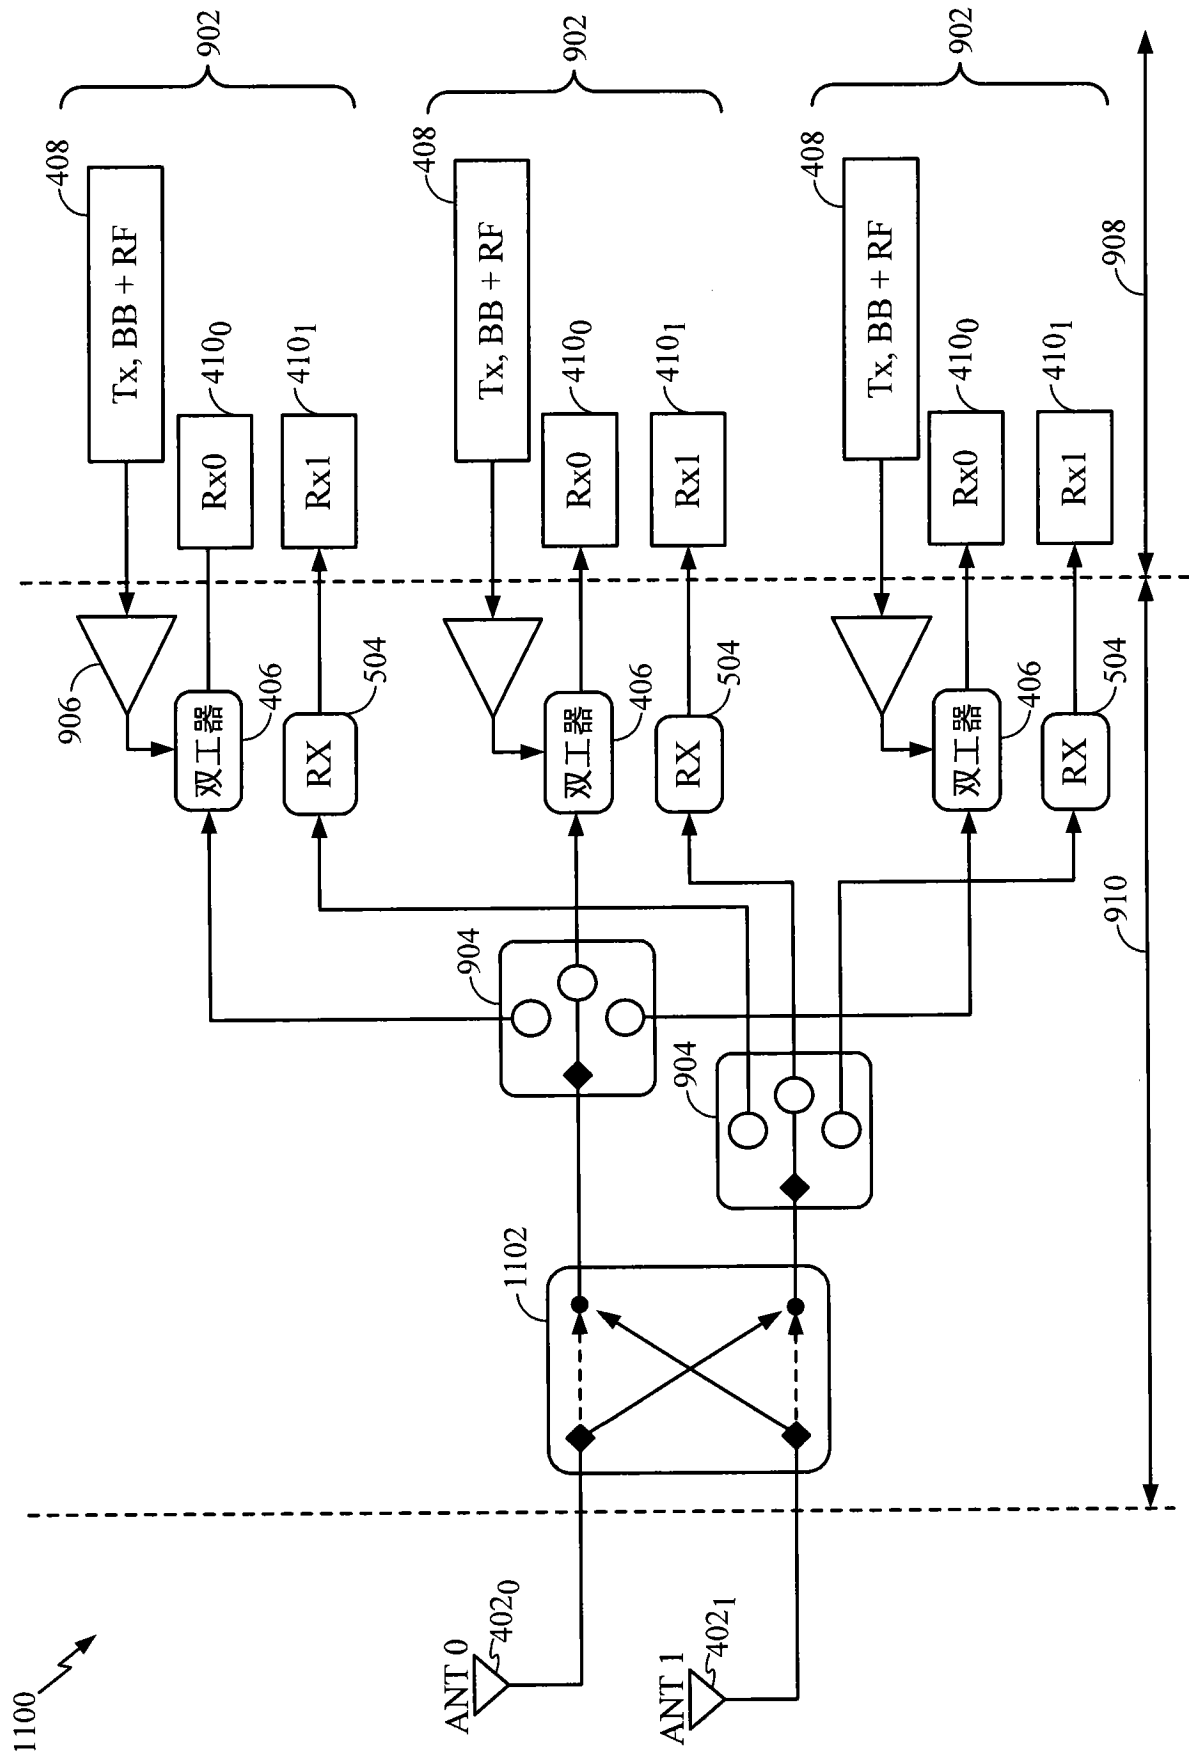 1100
ANT 0
402₀
ANT 1
402₁
1102
904
904
910
908
902
408
Tx, BB + RF
906
双工器
406
Rx0
410₀
RX
504
Rx1
410₁
902
408
Tx, BB + RF
双工器
406
Rx0
410₀
RX
504
Rx1
410₁
902
408
Tx, BB + RF
双工器
406
Rx0
410₀
RX
504
Rx1
410₁